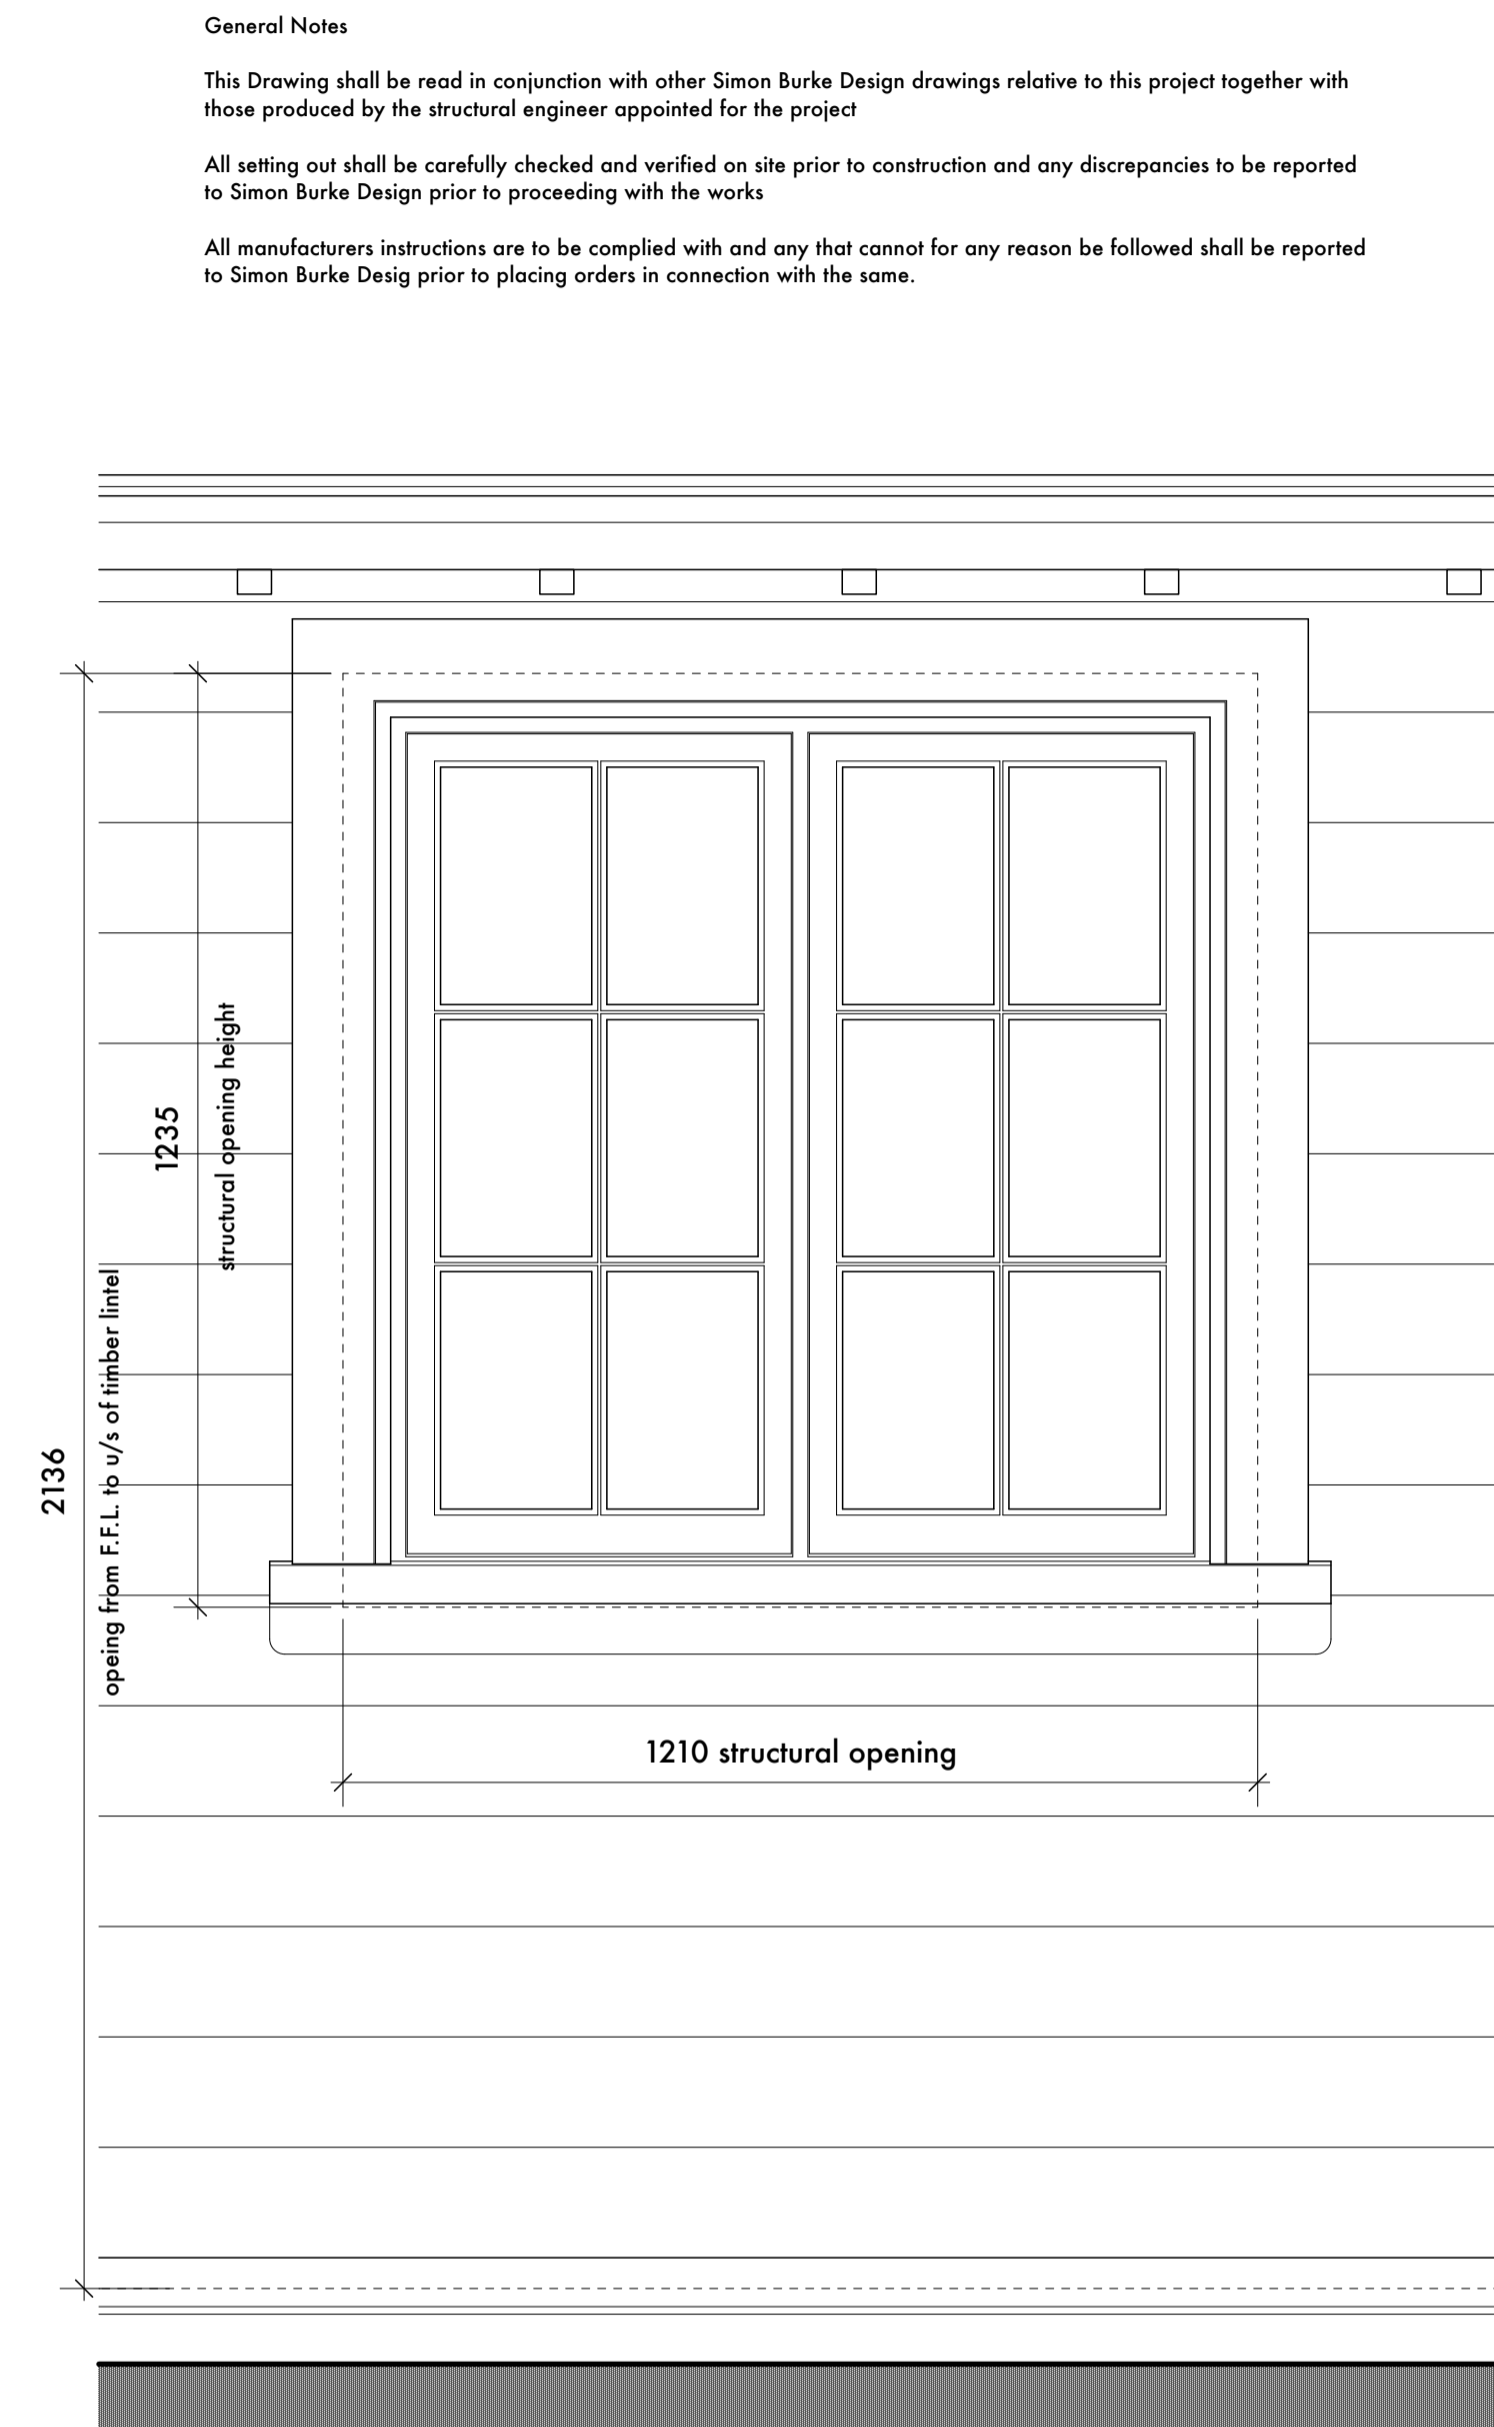 General Notes
This Drawing shall be read in conjunction with other Simon Burke Design drawings relative to this project together with
those produced by the structural engineer appointed for the project
All setting out shall be carefully checked and verified on site prior to construction and any discrepancies to be reported
to Simon Burke Design prior to proceeding with the works
All manufacturers instructions are to be complied with and any that cannot for any reason be followed shall be reported
to Simon Burke Desig prior to placing orders in connection with the same.
2136
opeing from F.F.L. to u/s of timber lintel
1235
structural opening height
1210 structural opening